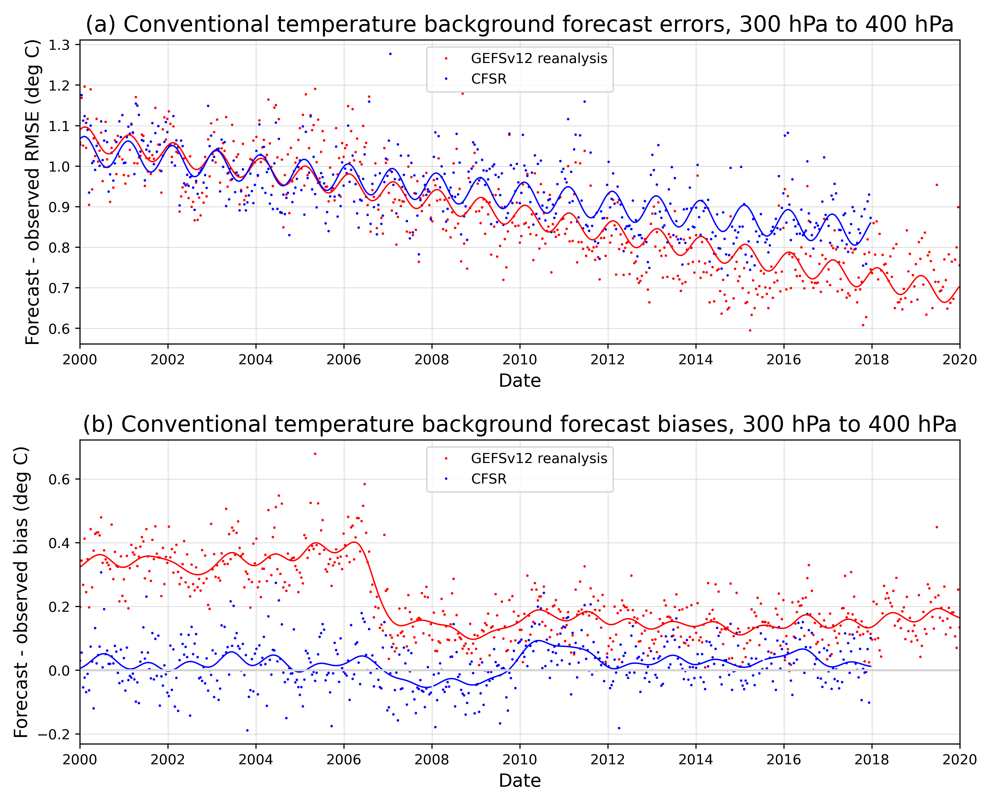 (a) Conventional temperature background forecast errors, 300 hPa to 400 hPa
Forecast - observed RMSE (deg C)
1.3
1.2
1.1
1.0
0.9
0.8
0.7
0.6
GEFSv12 reanalysis
CFSR
2000 2002 2004 2006 2008 2010 2012 2014 2016 2018 2020
Date
(b) Conventional temperature background forecast biases, 300 hPa to 400 hPa
Forecast - observed bias (deg C)
0.6
0.4
0.2
0.0
−0.2
GEFSv12 reanalysis
CFSR
2000 2002 2004 2006 2008 2010 2012 2014 2016 2018 2020
Date